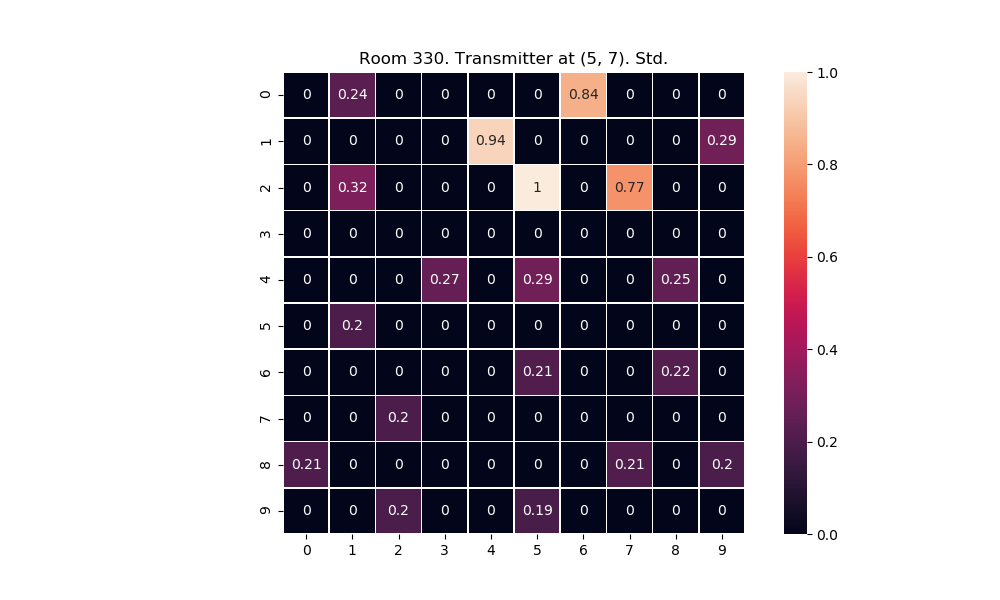 Room 330. Transmitter at (5, 7). Std.
0 0 0.24 0 0 0 0 0.84 0 0 0 1.0
1 0 0 0 0 0.94 0 0 0 0 0.29
2 0 0.32 0 0 0 1 0 0.77 0 0 0.8
3 0 0 0 0 0 0 0 0 0 0
4 0 0 0 0.27 0 0.29 0 0 0.25 0 0.6
5 0 0.2 0 0 0 0 0 0 0 0
6 0 0 0 0 0 0.21 0 0 0.22 0 0.4
7 0 0 0.2 0 0 0 0 0 0 0 0.2
8 0.21 0 0 0 0 0 0 0.21 0 0.2
9 0 0 0.2 0 0 0.19 0 0 0 0 0.0
0 1 2 3 4 5 6 7 8 9